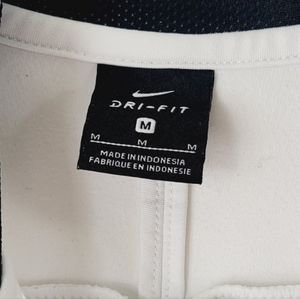 DRI-FIT
M
M M M
MADE IN INDONESIA
FABRIQUE EN INDONESIE